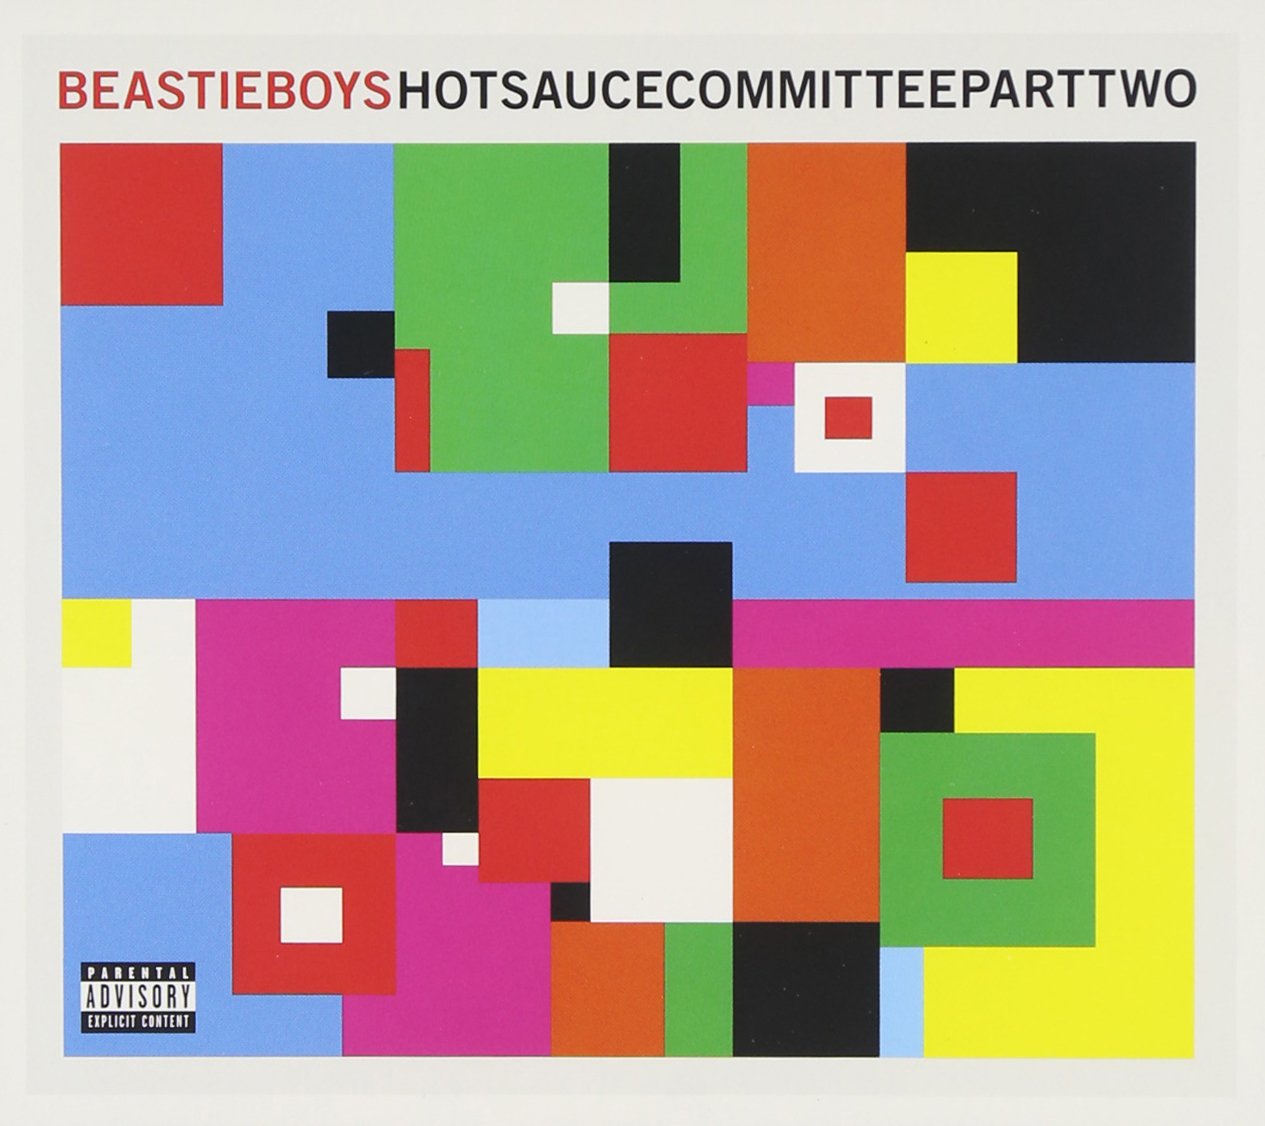 BEASTIEBOYSHOTSAUCECOMMITTEEPARTTWO
PARENTAL
ADVISORY
EXPLICIT CONTENT